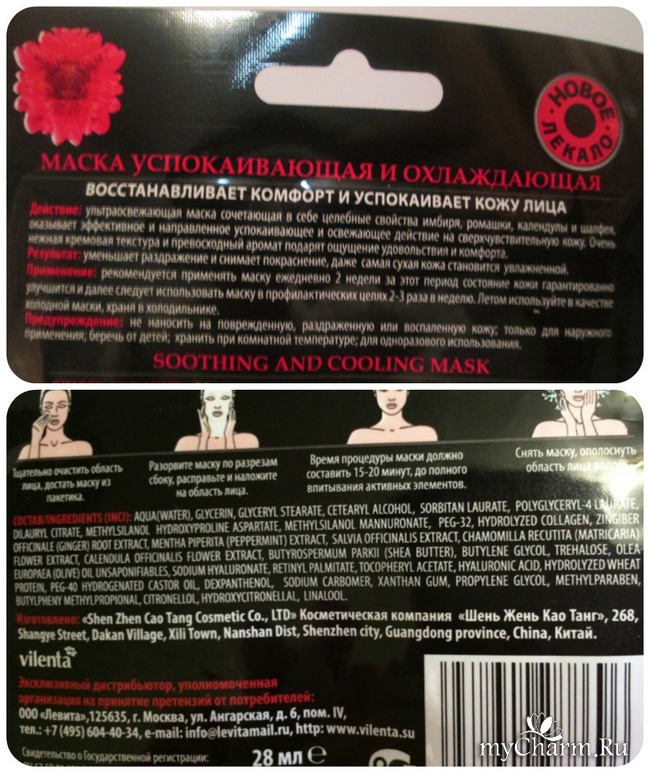 НОВОЕ ЛЕКАЛО
МАСКА УСПОКАИВАЮЩАЯ И ОХЛАЖДАЮЩАЯ
ВОССТАНАВЛИВАЕТ КОМФОРТ И УСПОКАИВАЕТ КОЖУ ЛИЦА
Действие: ультраосвежающая маска сочетающая в себе целебные свойства имбиря, ромашки, календулы и шалфея,
оказывает эффективное и направленное успокаивающее и освежающее действие на сверхчувствительную кожу. Очень
нежная кремовая текстура и превосходный аромат подарят ощущение удовольствия и комфорта.
Результат: уменьшает раздражение и снимает покраснение, даже самая сухая кожа становится увлажненной.
Применение: рекомендуется применять маску ежедневно 2 недели за этот период состояние кожи гарантированно
улучшится и далее следует использовать маску в профилактических целях 2-3 раза в неделю. Летом используйте в качестве
холодной маски, храня в холодильнике.
Предупреждение: не наносить на поврежденную, раздраженную или воспаленную кожу; только для наружного
применения; беречь от детей; хранить при комнатной температуре; для одноразового использования.
SOOTHING AND COOLING MASK
Тщательно очистить область
лица, достать маску из
пакетика.
Разорвите маску по разрезам
сбоку, расправьте и наложите
на область лица.
Время процедуры маски должно
составить 15-20 минут, до полного
впитывания активных элементов.
Снять маску, ополоснуть
область лица водой.
СОСТАВ/INGREDIENTS (INCI): AQUA(WATER), GLYCERIN, GLYCERYL STEARATE, CETEARYL ALCOHOL, SORBITAN LAURATE, POLYGLYCERYL-4 LAURATE,
DILAURYL CITRATE, METHYLSILANOL HYDROXYPROLINE ASPARTATE, METHYLSILANOL MANNURONATE, PEG-32, HYDROLYZED COLLAGEN, ZINGIBER
OFFICINALE (GINGER) ROOT EXTRACT, MENTHA PIPERITA (PEPPERMINT) EXTRACT, SALVIA OFFICINALIS EXTRACT, CHAMOMILLA RECUTITA (MATRICARIA)
FLOWER EXTRACT, CALENDULA OFFICINALIS FLOWER EXTRACT, BUTYROSPERMUM PARKII (SHEA BUTTER), BUTYLENE GLYCOL, TREHALOSE, OLEA
EUROPAEA (OLIVE) OIL UNSAPONIFIABLES, SODIUM HYALURONATE, RETINYL PALMITATE, TOCOPHERYL ACETATE, HYALURONIC ACID, HYDROLYZED WHEAT
PROTEIN, PEG-40 HYDROGENATED CASTOR OIL, DEXPANTHENOL, SODIUM CARBOMER, XANTHAN GUM, PROPYLENE GLYCOL, METHYLPARABEN,
BUTYLPHENY METHYLPROPIONAL, CITRONELLOL, HYDROXYCITRONELLAL, LINALOOL.
Изготовлено: «Shen Zhen Cao Tang Cosmetic Co., LTD» Косметическая компания «Шень Жень Као Танг», 268,
Shangye Street, Dakan Village, Xili Town, Nanshan Dist, Shenzhen city, Guangdong province, China, Китай.
vilenta
Эксклюзивный дистрибьютор, уполномоченная
организация на принятие претензий от потребителей:
ООО «Левита»,125635, г. Москва, ул. Ангарская, д. 6, пом. IV,
тел.: +7 (495) 604-40-34, e-mail: info@levitamail.ru, http: www.vilenta.su
Свидетельство о Государственной регистрации:
28 мл e
myCharm.Ru